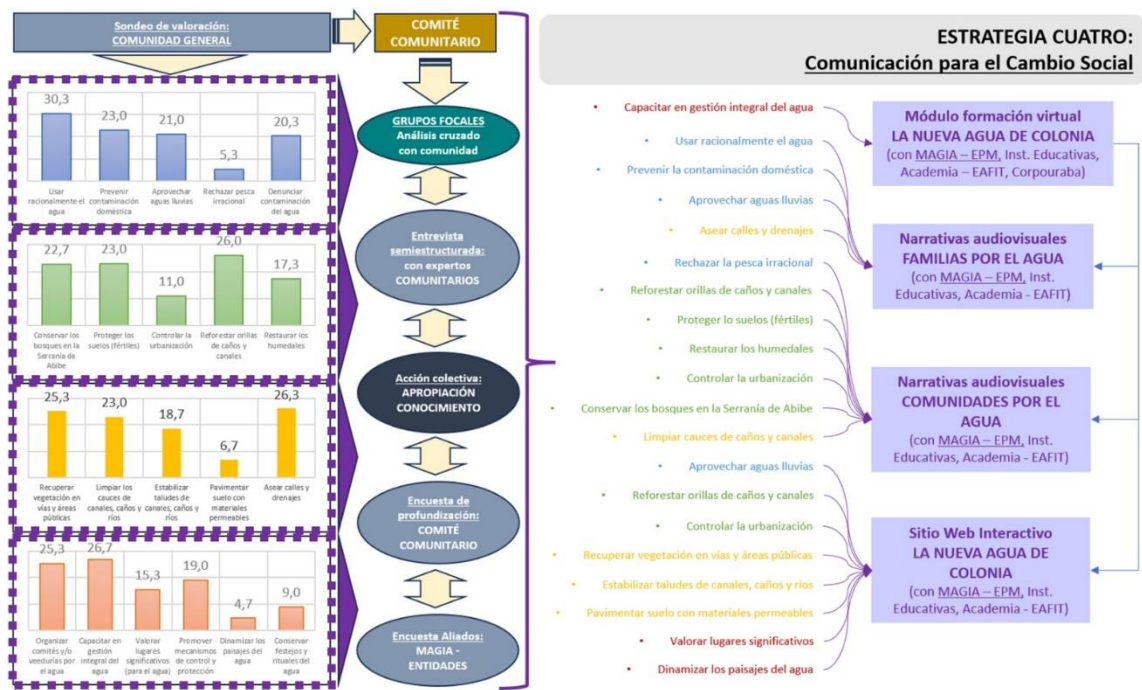 Sondeo de valoración:
COMUNIDAD GENERAL
30,3
23,0
21,0
5,3
20,3
Usar
racionalmente el
agua
Prevenir
contaminación
doméstica
Aprovechar
aguas lluvias
Rechazar pesca
irracional
Denunciar
contaminación
del agua
22,7
23,0
11,0
26,0
17,3
Conservar los
bosques en la
Serranía de
Abibe
Proteger los
suelos (fértiles)
Controlar la
urbanización
Reforestar orillas
de caños y
canales
Restaurar los
humedales
25,3
23,0
18,7
6,7
26,3
Recuperar
vegetación en
vías y áreas
públicas
Limpiar los
cauces de
canales, caños y
ríos
Estabilizar
taludes de
canales, caños y
ríos
Pavimentar
suelo con
materiales
permeables
Asear calles y
drenajes
25,3
26,7
15,3
19,0
4,7
9,0
Organizar
comités y/o
veedurías por
el agua
Capacitar en
gestión integral
del agua
Valorar
lugares
significativos
(para el agua)
Promover
mecanismos
de control y
protección
Dinamizar los
paisajes del
agua
Conservar
festejos y
rituales del
agua
COMITÉ
COMUNITARIO
GRUPOS FOCALES
Análisis cruzado
con comunidad
Entrevista
semiestructurada:
con expertos
COMUNITARIOS
Acción colectiva:
APROPIACIÓN
CONOCIMIENTO
Encuesta de
profundización:
COMITÉ
COMUNITARIO
Encuesta Aliados:
MAGIA -
ENTIDADES
ESTRATEGIA CUATRO:
Comunicación para el Cambio Social
• Capacitar en gestión integral del agua
• Usar racionalmente el agua
• Prevenir la contaminación doméstica
• Aprovechar aguas lluvias
• Asear calles y drenajes
• Rechazar la pesca irracional
• Reforestar orillas de caños y canales
• Proteger lo suelos (fértiles)
• Restaurar los humedales
• Controlar la urbanización
• Conservar los bosques en la Serranía de Abibe
• Limpiar cauces de caños y canales
• Aprovechar aguas lluvias
• Reforestar orillas de caños y canales
• Controlar la urbanización
• Recuperar vegetación en vías y áreas públicas
• Estabilizar taludes de canales, caños y ríos
• Pavimentar suelo con materiales permeables
• Valorar lugares significativos
• Dinamizar los paisajes del agua
Módulo formación virtual
LA NUEVA AGUA DE COLONIA
(con MAGIA – EPM, Inst. Educativas,
Academia – EAFIT, Corpouraba)
Narrativas audiovisuales
FAMILIAS POR EL AGUA
(con MAGIA – EPM, Inst.
Educativas, Academia - EAFIT)
Narrativas audiovisuales
COMUNIDADES POR EL
AGUA
(con MAGIA – EPM, Inst.
Educativas, Academia - EAFIT)
Sitio Web Interactivo
LA NUEVA AGUA DE
COLONIA
(con MAGIA – EPM, Inst.
Educativas, Academia - EAFIT)